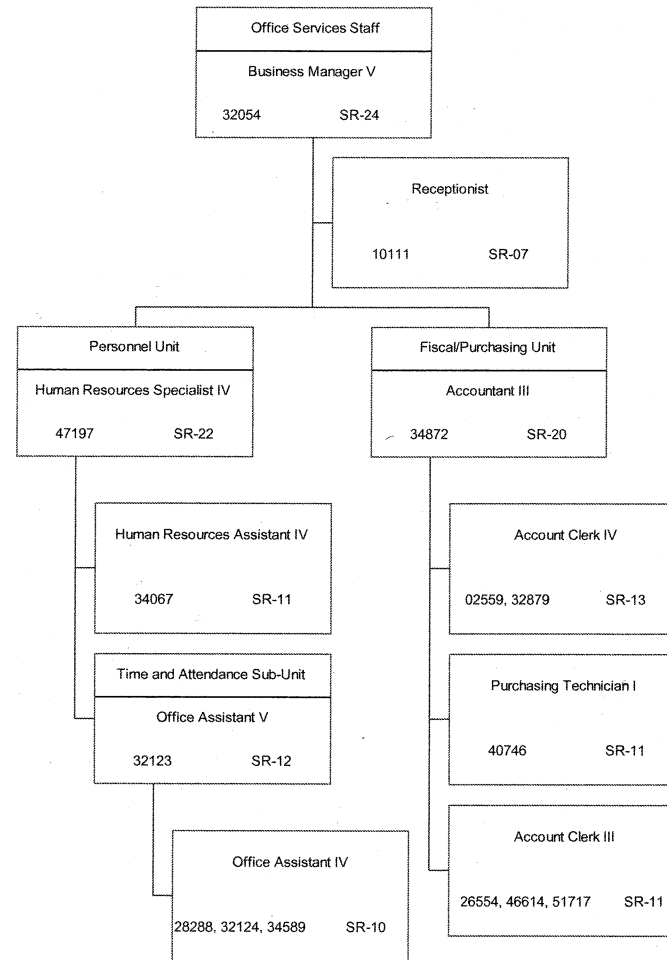 Office Services Staff
Business Manager V
32054 SR-24
Receptionist
10111 SR-07
Personnel Unit
Human Resources Specialist IV
47197 SR-22
Fiscal/Purchasing Unit
Accountant III
34872 SR-20
Human Resources Assistant IV
34067 SR-11
Time and Attendance Sub-Unit
Office Assistant V
32123 SR-12
Office Assistant IV
28288, 32124, 34589 SR-10
Account Clerk IV
02559, 32879 SR-13
Purchasing Technician I
40746 SR-11
Account Clerk III
26554, 46614, 51717 SR-11